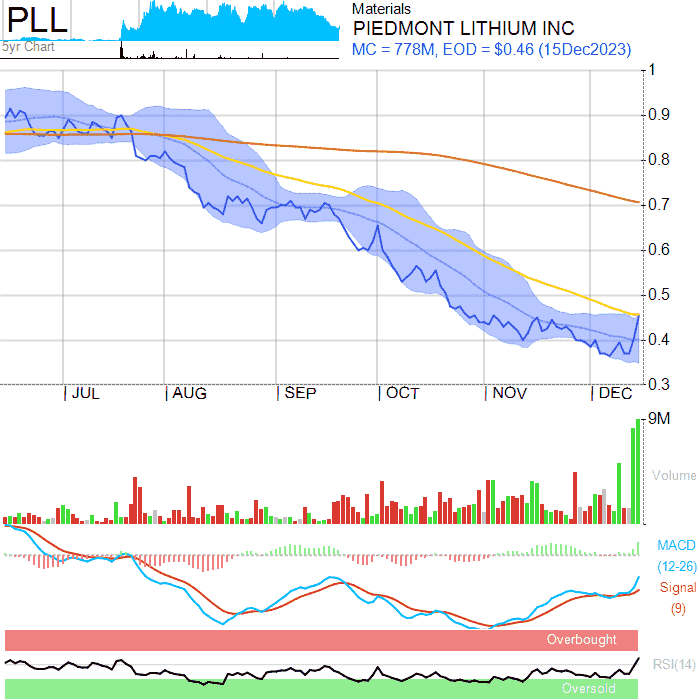 PLL
5yr Chart
Materials
PIEDMONT LITHIUM INC
MC = 778M, EOD = $0.46 (15Dec2023)
1
0.9
0.8
0.7
0.6
0.5
0.4
0.3
JUL
AUG
SEP
OCT
NOV
DEC
9M
Volume
MACD
(12-26)
Signal
(9)
Overbought
RSI(14)
Oversold